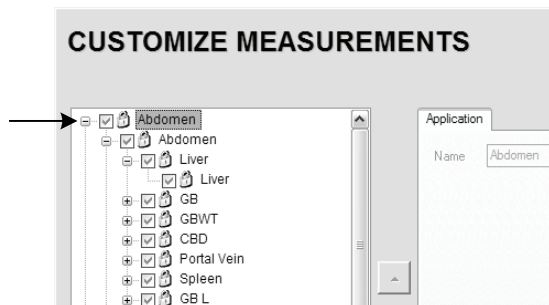 CUSTOMIZE MEASUREMENTS
Abdomen
Abdomen
Liver
Liver
GB
GBWT
CBD
Portal Vein
Spleen
GB L
Application
Name Abdomen